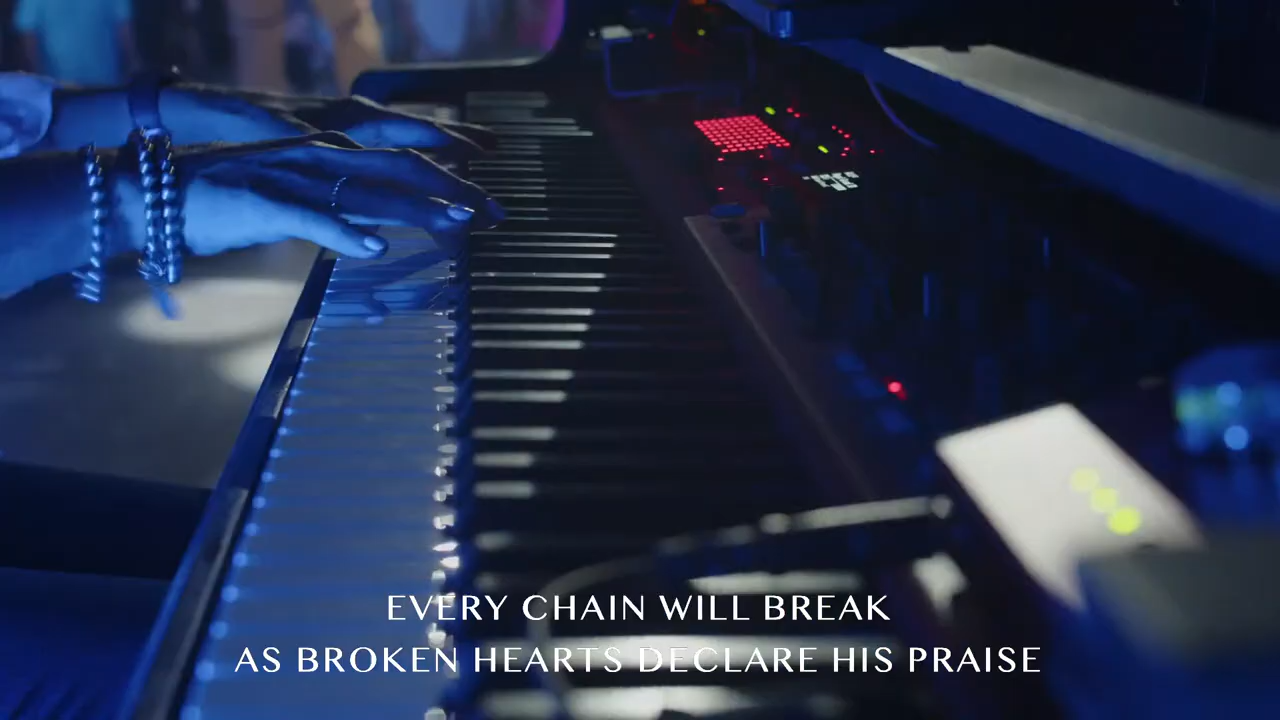 EVERY CHAIN WILL BREAK
AS BROKEN HEARTS DECLARE HIS PRAISE